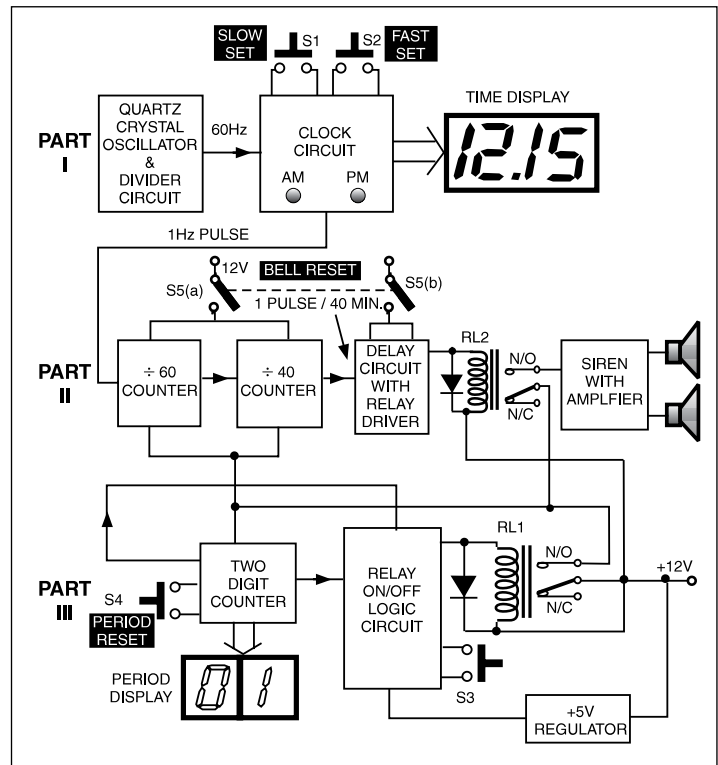 SLOW
SET
S1
S2
FAST
SET
TIME DISPLAY
12.15
PART
I
QUARTZ
CRYSTAL
OSCILLATOR
&
DIVIDER
CIRCUIT
60Hz
CLOCK
CIRCUIT
AM
PM
1Hz PULSE
12V
BELL RESET
S5(a)
S5(b)
1 PULSE / 40 MIN.
PART
II
÷ 60
COUNTER
÷ 40
COUNTER
DELAY
CIRCUIT
WITH
RELAY
DRIVER
RL2
N/O
N/C
SIREN
WITH
AMPLFIER
PART
III
S4
PERIOD
RESET
TWO
DIGIT
COUNTER
RELAY
ON/OFF
LOGIC
CIRCUIT
RL1
N/O
N/C
+12V
S3
PERIOD
DISPLAY
01
+5V
REGULATOR